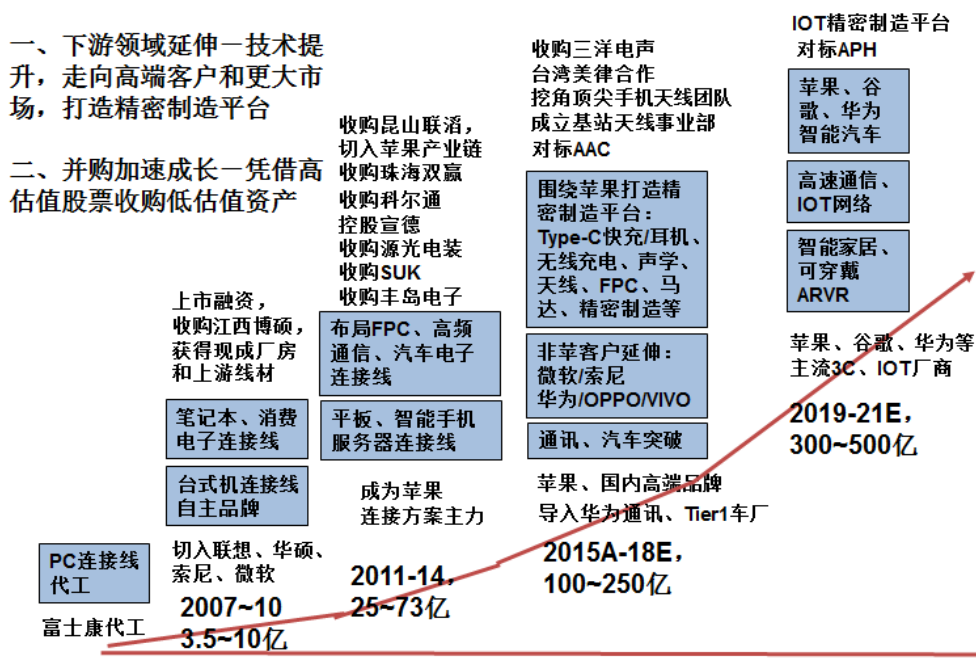 一、下游领域延伸－技术提
升，走向高端客户和更大市
场，打造精密制造平台
二、并购加速成长－凭借高
估值股票收购低估值资产
PC连接线
代工
富士康代工
上市融资，
收购江西博硕，
获得现成厂房
和上游线材
笔记本、消费
电子连接线
台式机连接线
自主品牌
切入联想、华硕、
索尼、微软
2007~10
3.5~10亿
收购昆山联滔，
切入苹果产业链
收购珠海双赢
收购科尔通
控股宣德
收购源光电装
收购SUK
收购丰岛电子
布局FPC、高频
通信、汽车电子
连接线
平板、智能手机
服务器连接线
成为苹果
连接方案主力
2011-14，
25~73亿
收购三洋电声
台湾美律合作
挖角顶尖手机天线团队
成立基站天线事业部
对标AAC
围绕苹果打造精
密制造平台：
Type-C快充/耳机、
无线充电、声学、
天线、FPC、马
达、精密制造等
非苹客户延伸：
微软/索尼
华为/OPPO/VIVO
通讯、汽车突破
苹果、国内高端品牌
导入华为通讯、Tier1车厂
2015A-18E，
100~250亿
IOT精密制造平台
对标APH
苹果、谷
歌、华为
智能汽车
高速通信、
IOT网络
智能家居、
可穿戴
ARVR
苹果、谷歌、华为等
主流3C、IOT厂商
2019-21E，
300~500亿